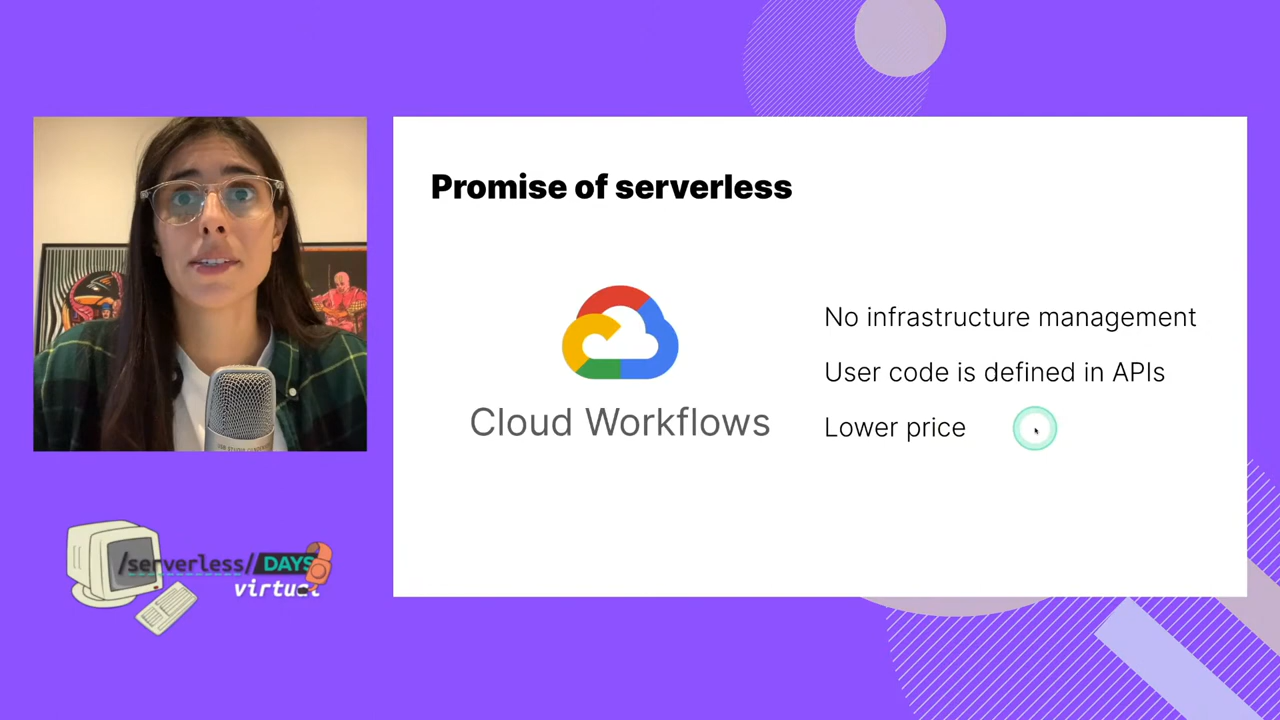 Promise of serverless
Cloud Workflows
No infrastructure management
User code is defined in APIs
Lower price
/serverless/DAYS
virtual